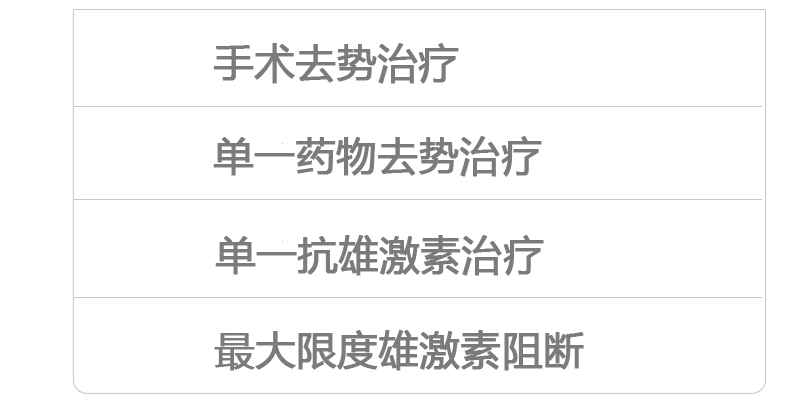 手术去势治疗
单一药物去势治疗
单一抗雄激素治疗
最大限度雄激素阻断